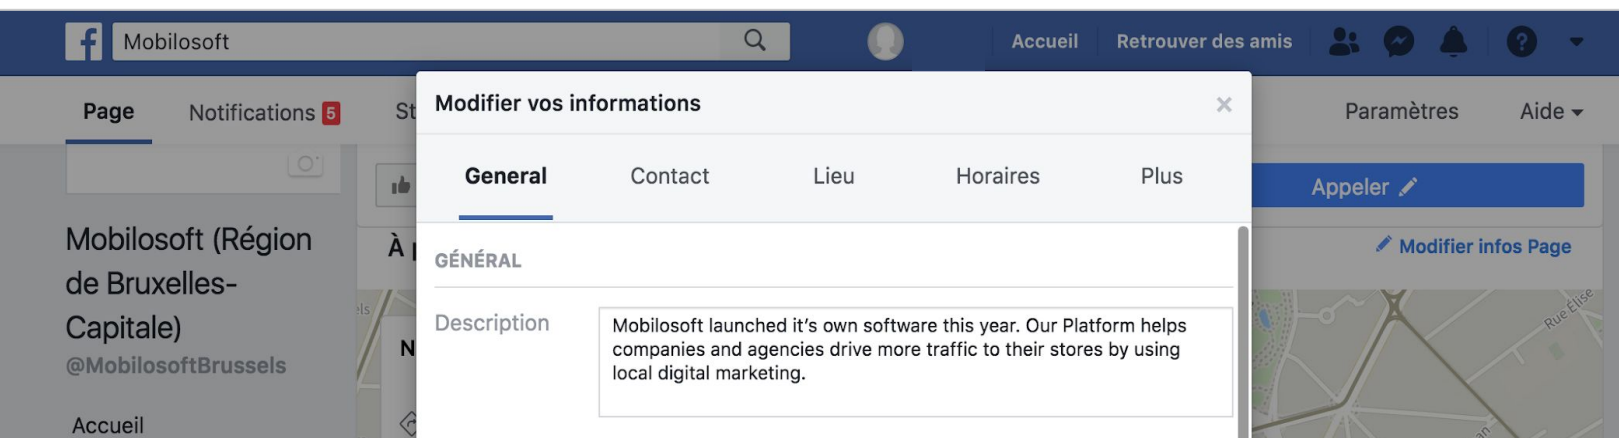 f Mobilosoft Accueil Retrouver des amis ?
Page Notifications 5 St Paramètres Aide
Modifier vos informations ×
General Contact Lieu Horaires Plus
Appeler
Mobilosoft (Région
de Bruxelles-
Capitale)
@MobilosoftBrussels
Accueil
À p
Modifier infos Page
GÉNÉRAL
Description
Mobilosoft launched it's own software this year. Our Platform helps
companies and agencies drive more traffic to their stores by using
local digital marketing.
els
N
Rue Élise